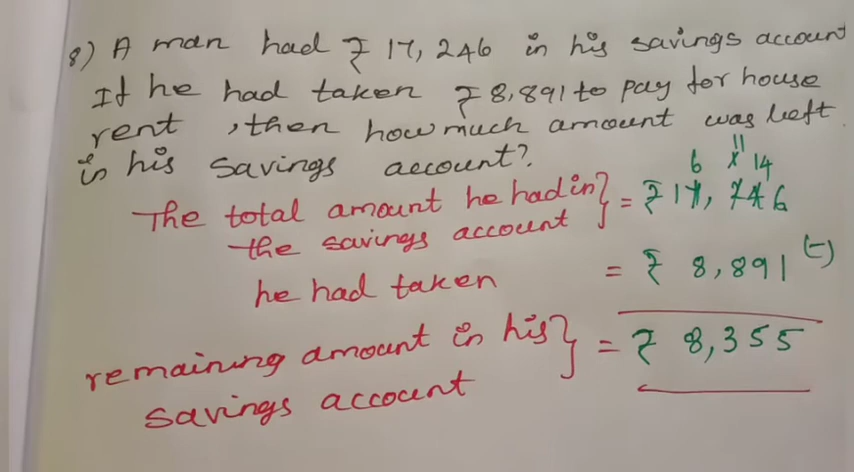 8) A man had ₹ 17,246 in his savings account
If he had taken ₹ 8,891 to pay for house
rent , then how much amount was left
in his savings account?
6 11 1 14
The total amount he had in } = ₹ 17,246
the savings account
he had taken = ₹ 8,891 (-)
remaining amount in his } = ₹ 8,355
savings account